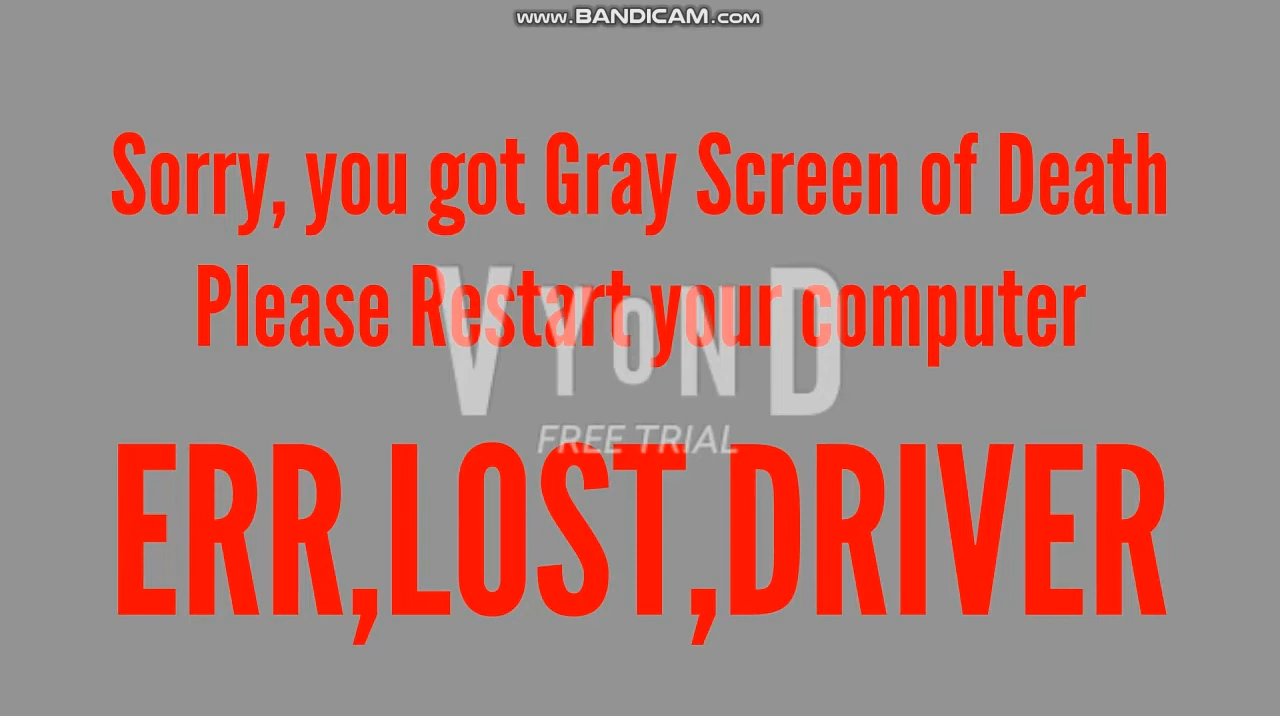 www.BANDICAM.com
Sorry, you got Gray Screen of Death
Please Restart your computer
VYOND
FREE TRIAL
ERR,LOST,DRIVER